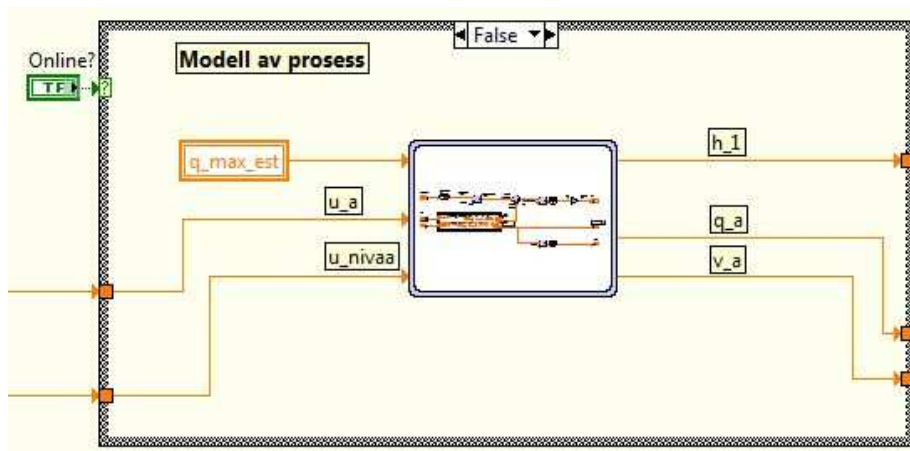 False
Online?
Modell av prosess
TF
?
q_max_est
h_1
u_a
q_a
u_nivaa
v_a